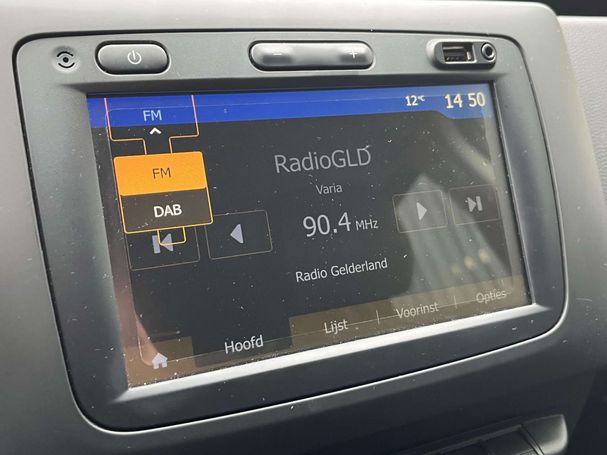 12°C 14 50
FM
FM
DAB
RadioGLD
Varia
90.4 MHz
Radio Gelderland
Hoofd
Lijst
Voorinst
Opties